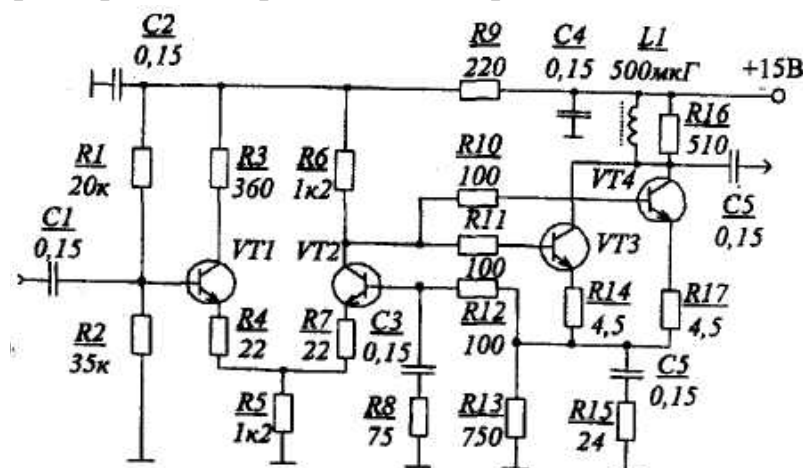 C2
0,15
R9
220
C4
0,15
L1
500мкГ
+15В
R1
20к
R3
360
R6
1к2
R10
100
R16
510
VT4
C5
0,15
C1
0,15
VT1
VT2
R11
100
VT3
R2
35к
R4
22
R7
22
C3
0,15
R12
100
R14
4,5
R17
4,5
R5
1к2
R8
75
R13
750
R15
24
C5
0,15